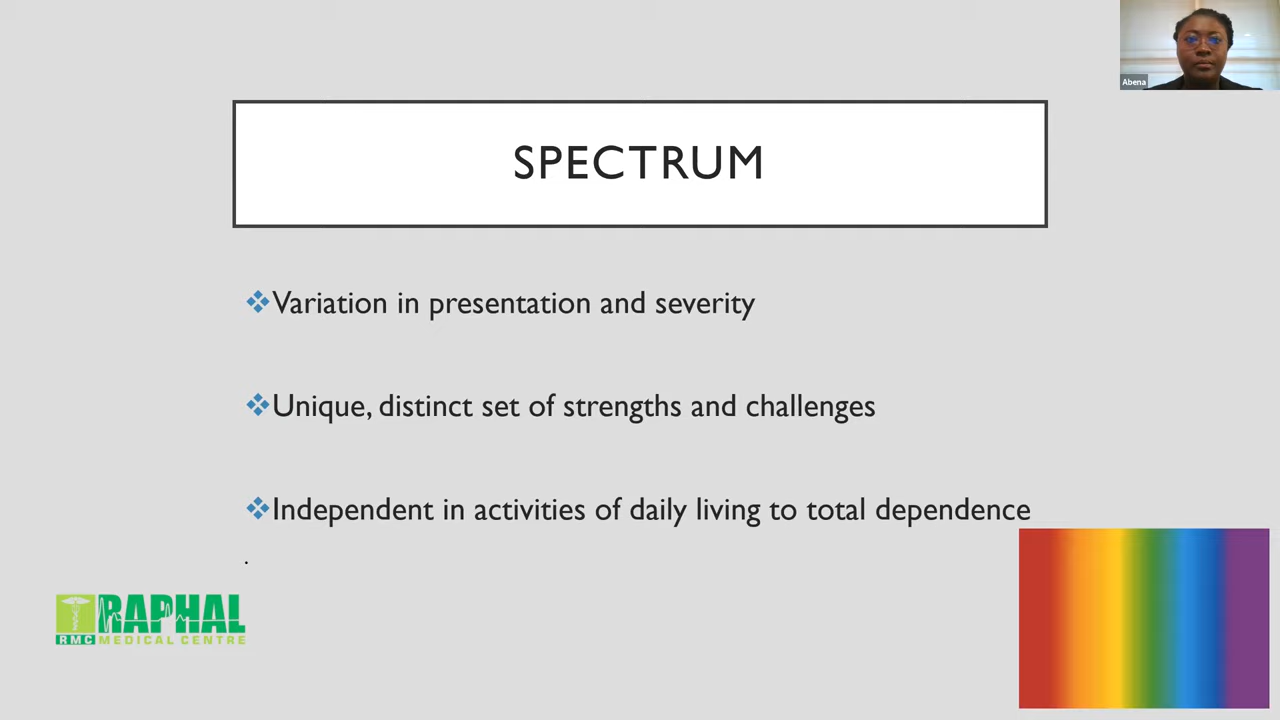 Abena
SPECTRUM
❖Variation in presentation and severity
❖Unique, distinct set of strengths and challenges
❖Independent in activities of daily living to total dependence
.
RAPHAL
RMC MEDICAL CENTRE